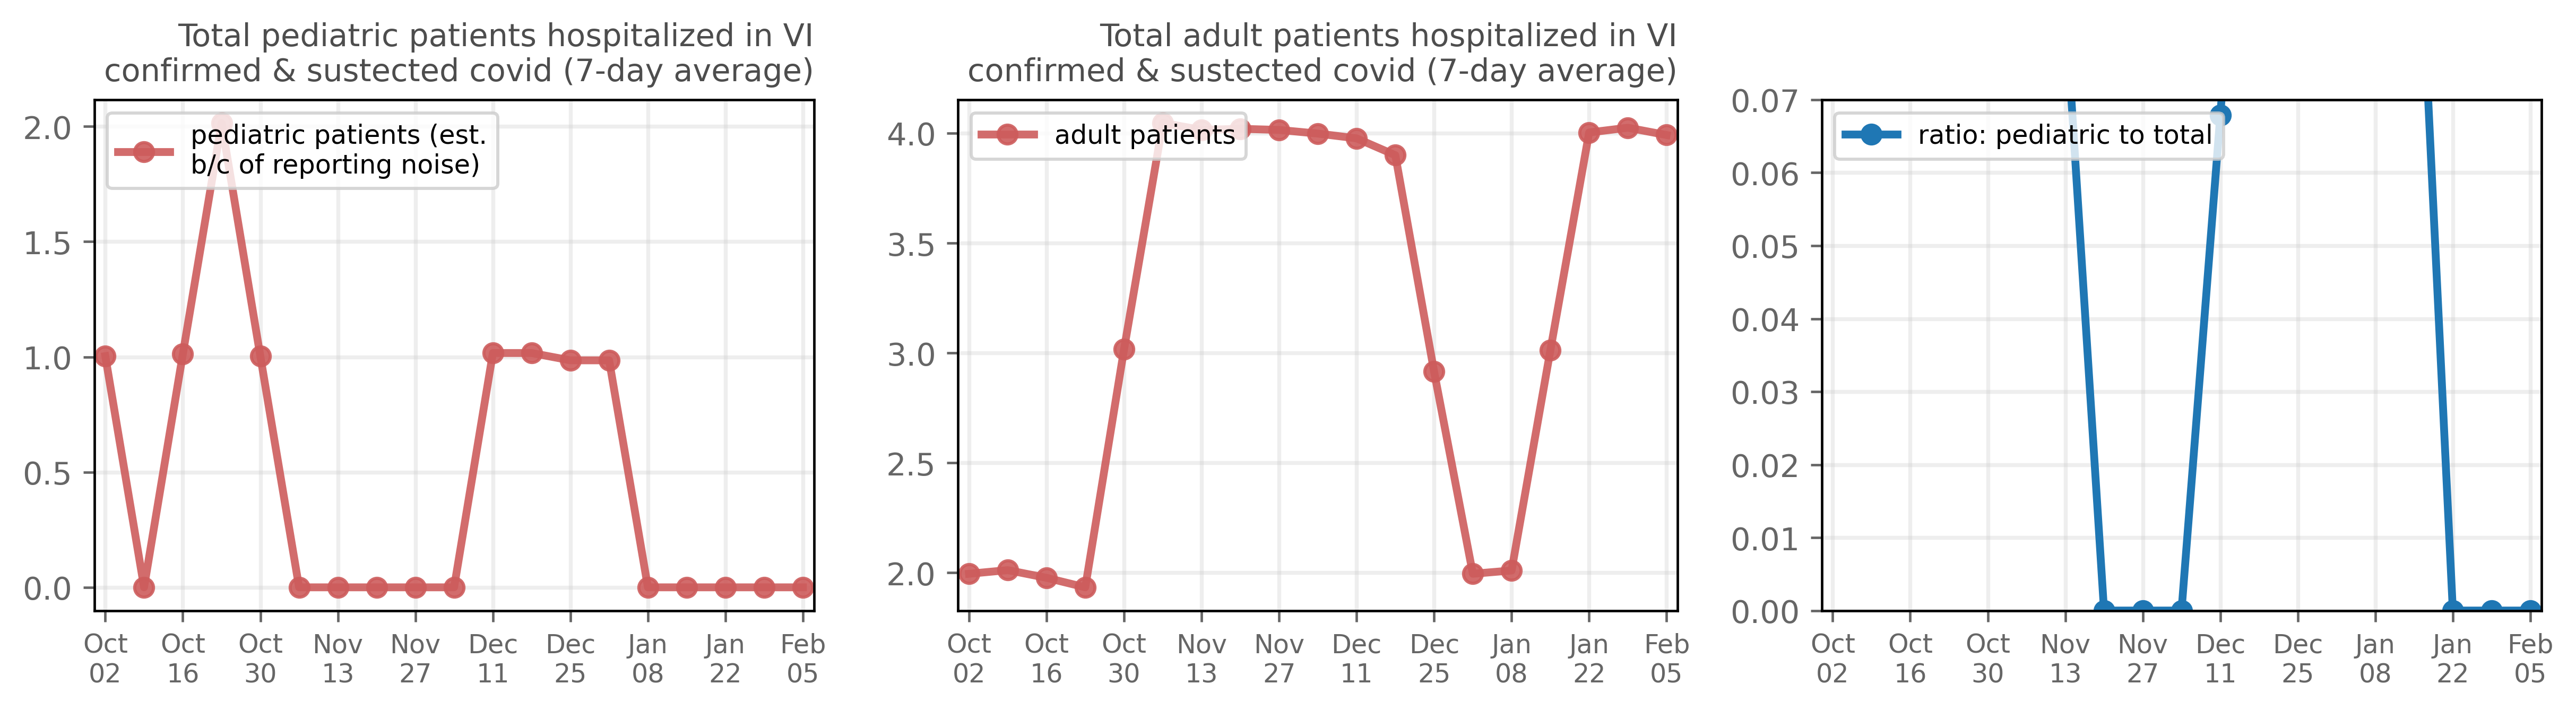 Total pediatric patients hospitalized in VI
confirmed & sustected covid (7-day average)
pediatric patients (est.
b/c of reporting noise)
2.0
1.5
1.0
0.5
0.0
Oct
02
Oct
16
Oct
30
Nov
13
Nov
27
Dec
11
Dec
25
Jan
08
Jan
22
Feb
05
Total adult patients hospitalized in VI
confirmed & sustected covid (7-day average)
adult patients
4.0
3.5
3.0
2.5
2.0
Oct
02
Oct
16
Oct
30
Nov
13
Nov
27
Dec
11
Dec
25
Jan
08
Jan
22
Feb
05
ratio: pediatric to total
0.07
0.06
0.05
0.04
0.03
0.02
0.01
0.00
Oct
02
Oct
16
Oct
30
Nov
13
Nov
27
Dec
11
Dec
25
Jan
08
Jan
22
Feb
05